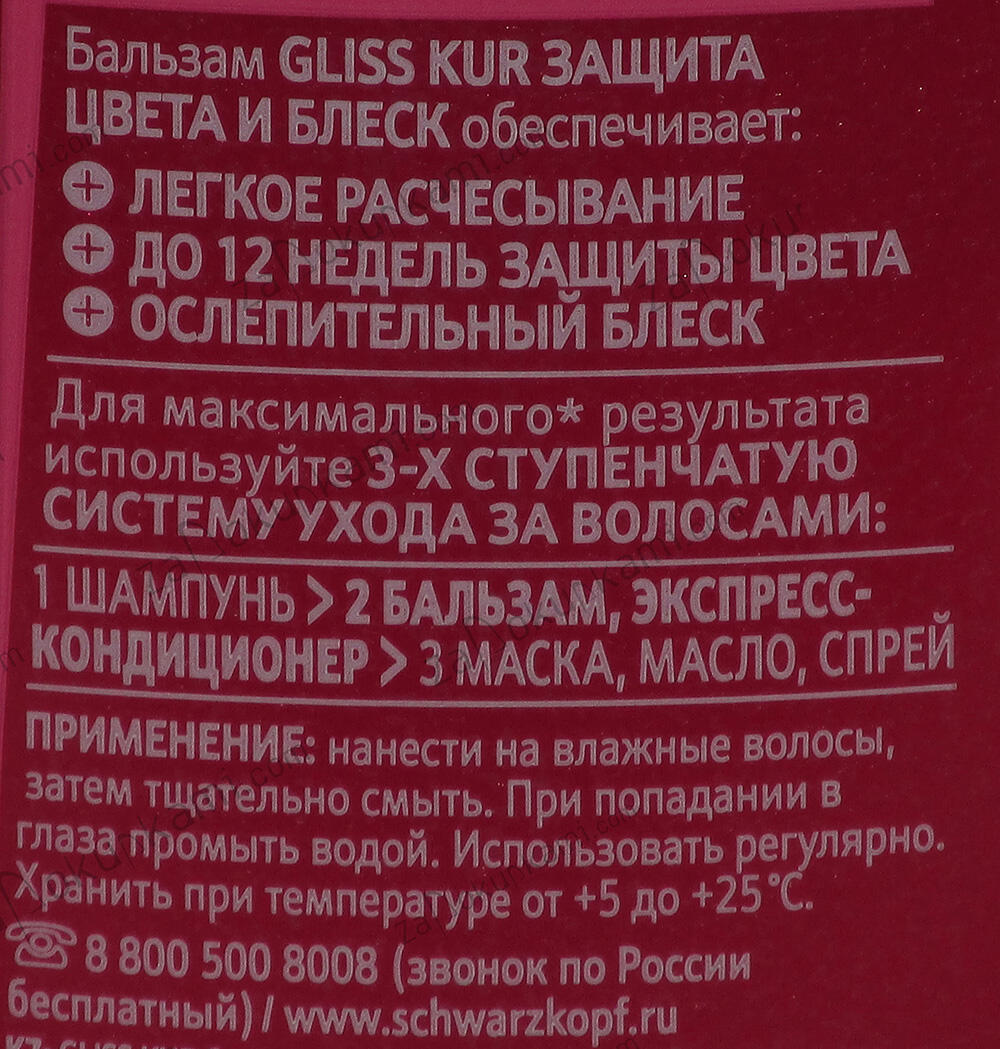 Бальзам GLISS KUR ЗАЩИТА
ЦВЕТА И БЛЕСК обеспечивает:
ЛЕГКОЕ РАСЧЕСЫВАНИЕ
ДО 12 НЕДЕЛЬ ЗАЩИТЫ ЦВЕТА
ОСЛЕПИТЕЛЬНЫЙ БЛЕСК
Для максимального* результата
используйте 3-Х СТУПЕНЧАТУЮ
СИСТЕМУ УХОДА ЗА ВОЛОСАМИ:
1 ШАМПУНЬ > 2 БАЛЬЗАМ, ЭКСПРЕСС-
КОНДИЦИОНЕР > 3 МАСКА, МАСЛО, СПРЕЙ
ПРИМЕНЕНИЕ: нанести на влажные волосы,
затем тщательно смыть. При попадании в
глаза промыть водой. Использовать регулярно.
Хранить при температуре от +5 до +25°C.
8 800 500 8008 (звонок по России
бесплатный) / www.schwarzkopf.ru